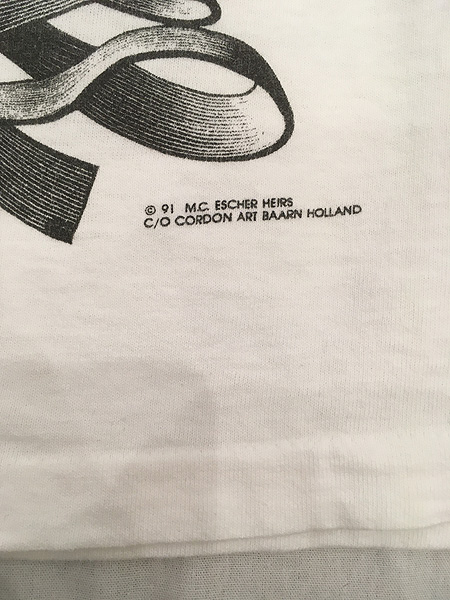 © 91 M.C. ESCHER HEIRS
C/O CORDON ART BAARN HOLLAND